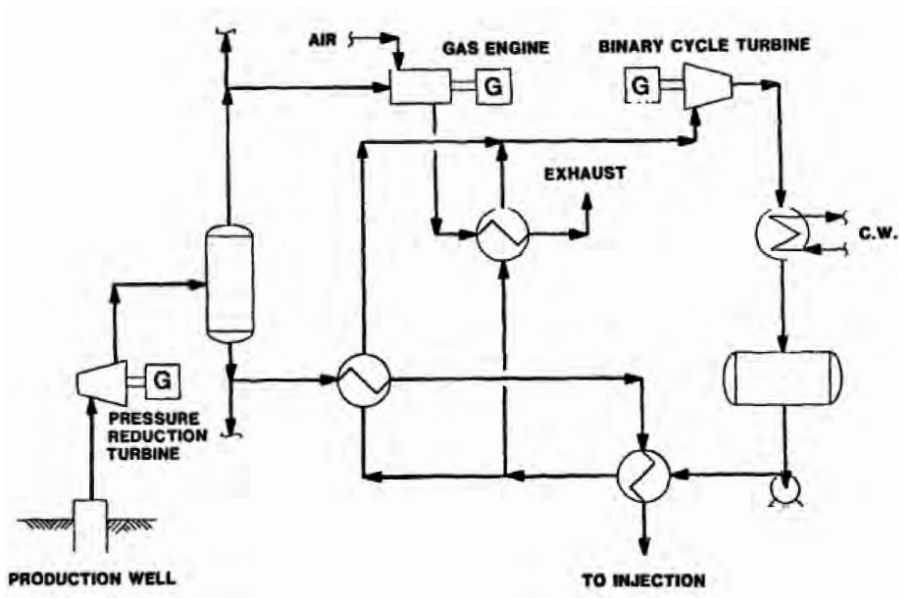 AIR
GAS ENGINE
BINARY CYCLE TURBINE
G
G
EXHAUST
C.W.
G
PRESSURE
REDUCTION
TURBINE
PRODUCTION WELL
TO INJECTION